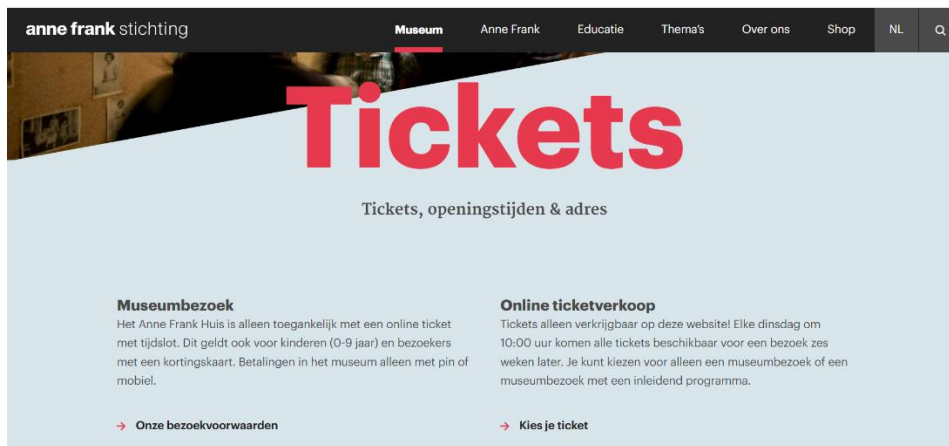 anne frank stichting
Museum Anne Frank Educatie Thema's Over ons Shop NL
Tickets
Tickets, openingstijden & adres
Museumbezoek
Het Anne Frank Huis is alleen toegankelijk met een online ticket
met tijdslot. Dit geldt ook voor kinderen (0-9 jaar) en bezoekers
met een kortingskaart. Betalingen in het museum alleen met pin of
mobiel.
→ Onze bezoekvoorwaarden
Online ticketverkoop
Tickets alleen verkrijgbaar op deze website! Elke dinsdag om
10:00 uur komen alle tickets beschikbaar voor een bezoek zes
weken later. Je kunt kiezen voor alleen een museumbezoek of een
museumbezoek met een inleidend programma.
→ Kies je ticket